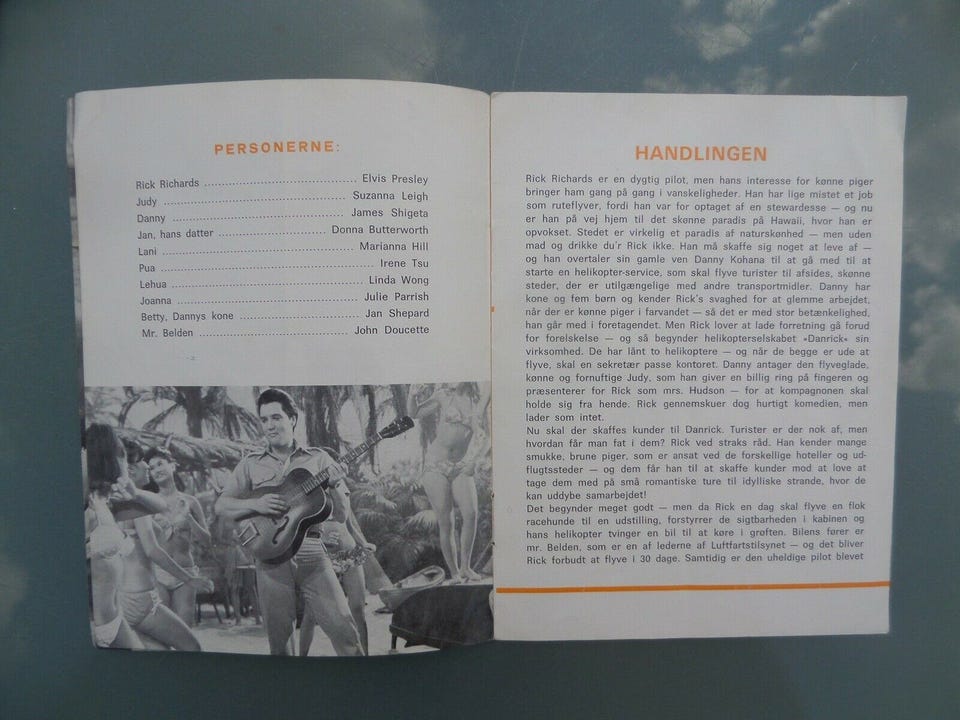 PERSONERNE:
Rick Richards ........................................ Elvis Presley
Judy ................................................ Suzanna Leigh
Danny ............................................. James Shigeta
Jan, hans datter ............................ Donna Butterworth
Lani ................................................ Marianna Hill
Pua ..................................................... Irene Tsu
Lehua ................................................ Linda Wong
Joanna .............................................. Julie Parrish
Betty, Dannys kone ........................... Jan Shepard
Mr. Belden ....................................... John Doucette
HANDLINGEN
Rick Richards er en dygtig pilot, men hans interesse for kønne piger
bringer ham gang på gang i vanskeligheder. Han har lige mistet et job
som ruteflyver, fordi han var for optaget af en stewardesse — og nu
er han på vej hjem til det skønne paradis på Hawaii, hvor han er
opvokset. Stedet er virkelig et paradis af naturskønhed — men uden
mad og drikke du'r Rick ikke. Han må skaffe sig noget at leve af —
og han overtaler sin gamle ven Danny Kohana til at gå med til at
starte en helikopter-service, som skal flyve turister til afsides, skønne
steder, der er utilgængelige med andre transportmidler. Danny har
kone og fem børn og kender Rick's svaghed for at glemme arbejdet,
når der er kønne piger i farvandet — så det er med stor betænkelighed,
han går med i foretagendet. Men Rick lover at lade forretning gå forud
for forelskelse — og så begynder helikopterselskabet »Danrick« sin
virksomhed. De har lånt to helikoptere — og når de begge er ude at
flyve, skal en sekretær passe kontoret. Danny antager den flyveglade,
kønne og fornuftige Judy, som han giver en billig ring på fingeren og
præsenterer for Rick som mrs. Hudson — for at kompagnonen skal
holde sig fra hende. Rick gennemskuer dog hurtigt komedien, men
lader som intet.
Nu skal der skaffes kunder til Danrick. Turister er der nok af, men
hvordan får man fat i dem? Rick ved straks råd. Han kender mange
smukke, brune piger, som er ansat ved de forskellige hoteller og ud-
flugtssteder — og dem får han til at skaffe kunder mod at love at
tage dem med på små romantiske ture til idylliske strande, hvor de
kan uddybe samarbejdet!
Det begynder meget godt — men da Rick en dag skal flyve en flok
racehunde til en udstilling, forstyrrer de sigtbarheden i kabinen og
hans helikopter tvinger en bil til at køre i grøften. Bilens fører er
mr. Belden, som er en af lederne af Luftfartstilsynet — og det bliver
Rick forbudt at flyve i 30 dage. Samtidig er den uheldige pilot blevet